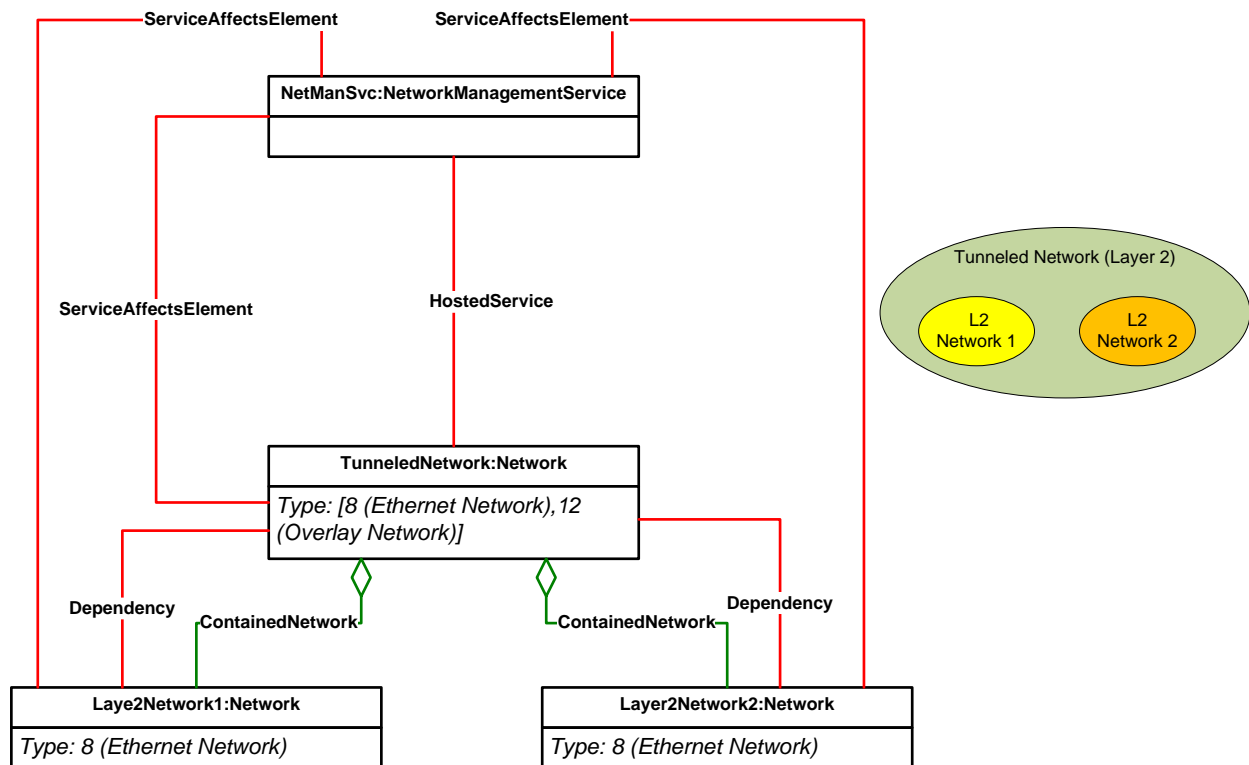 ServiceAffectsElement
ServiceAffectsElement
NetManSvc:NetworkManagementService
Tunneled Network (Layer 2)
ServiceAffectsElement
HostedService
L2
Network 1
L2
Network 2
TunneledNetwork:Network
Type: [8 (Ethernet Network),12
(Overlay Network)]
Dependency
ContainedNetwork
ContainedNetwork
Dependency
Laye2Network1:Network
Type: 8 (Ethernet Network)
Layer2Network2:Network
Type: 8 (Ethernet Network)